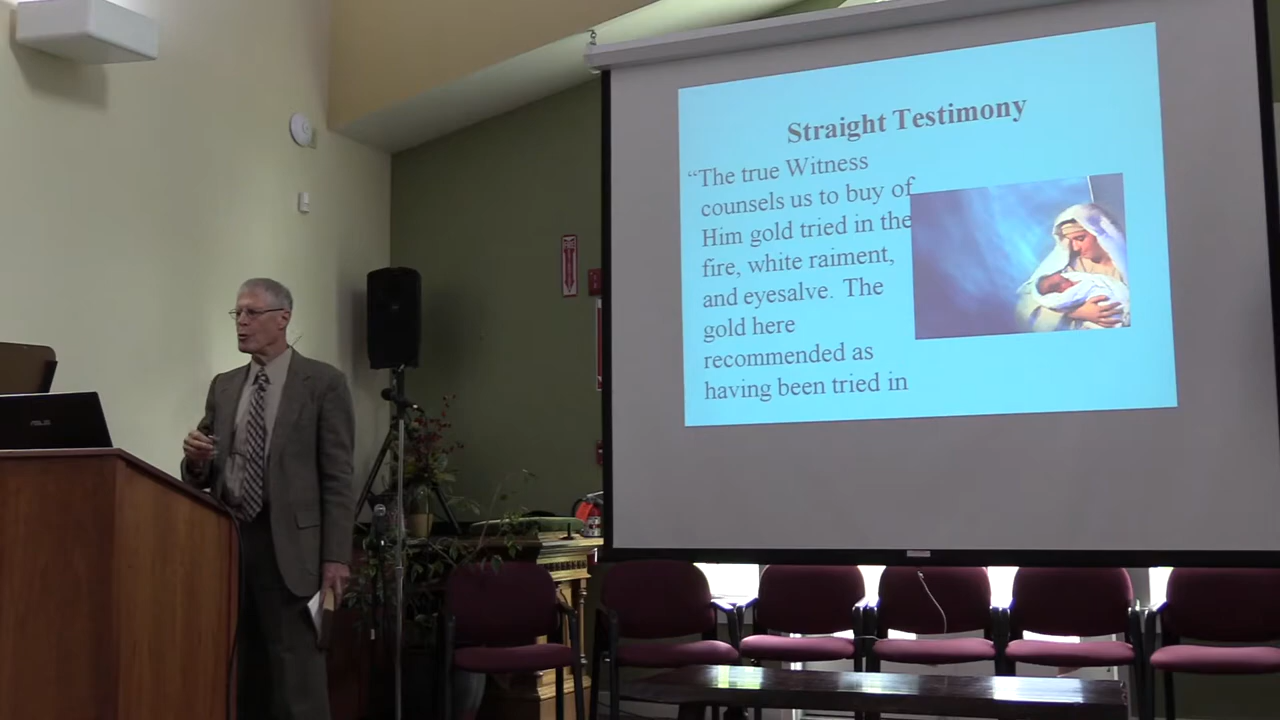 Straight Testimony
“The true Witness
counsels us to buy of
Him gold tried in the
fire, white raiment,
and eyesalve. The
gold here
recommended as
having been tried in
ASUS